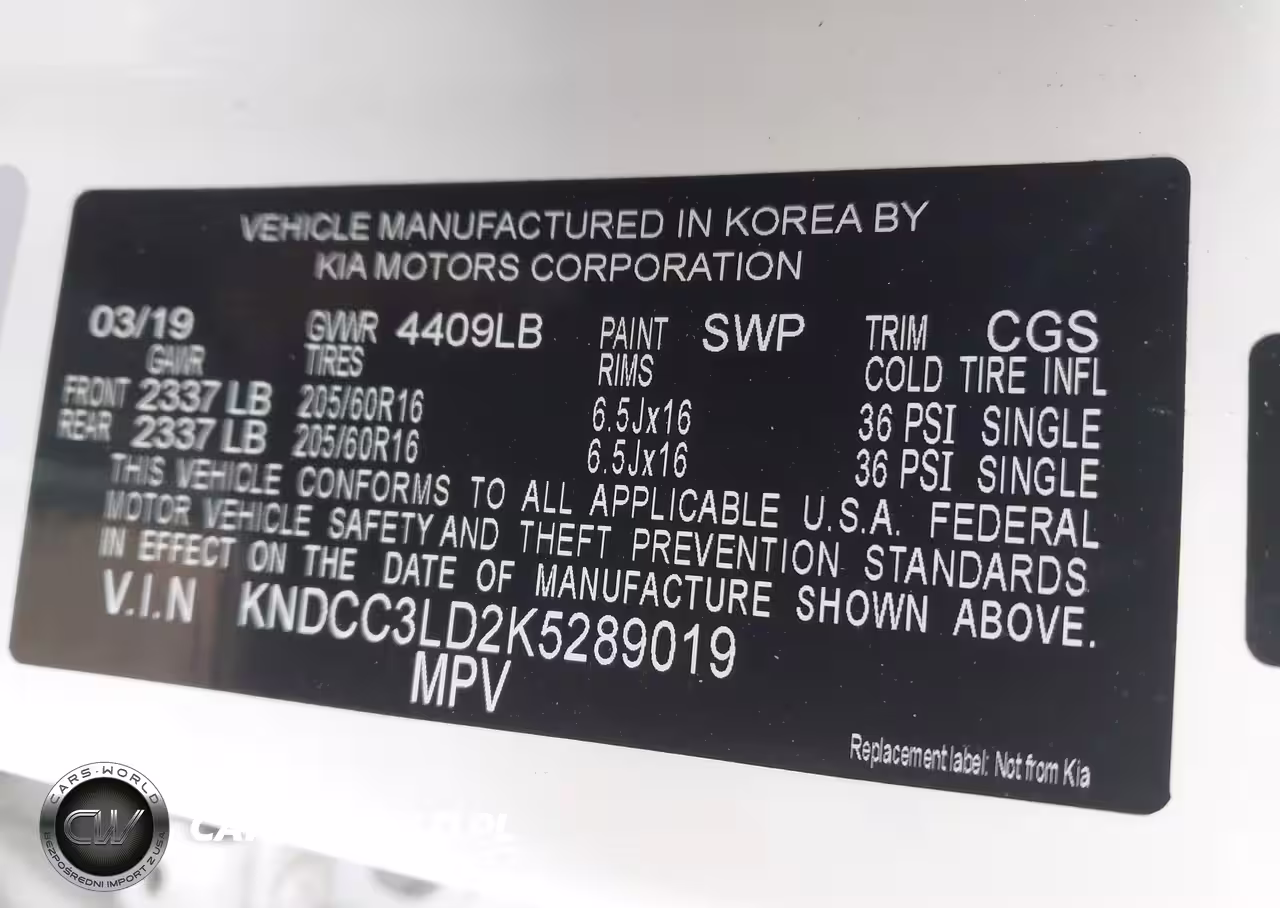 VEHICLE MANUFACTURED IN KOREA BY
KIA MOTORS CORPORATION
03/19 GVWR 4409LB PAINT SWP TRIM CGS
GAWR TIRES RIMS COLD TIRE INFL
FRONT 2337 LB 205/60R16 6.5Jx16 36 PSI SINGLE
REAR 2337 LB 205/60R16 6.5Jx16 36 PSI SINGLE
THIS VEHICLE CONFORMS TO ALL APPLICABLE U.S.A. FEDERAL
MOTOR VEHICLE SAFETY AND THEFT PREVENTION STANDARDS
IN EFFECT ON THE DATE OF MANUFACTURE SHOWN ABOVE.
V.I.N KNDCC3LD2K5289019
MPV
Replacement label: Not from Kia
CARS-WORLD
CW
BEZPOŚREDNI IMPORT Z USA